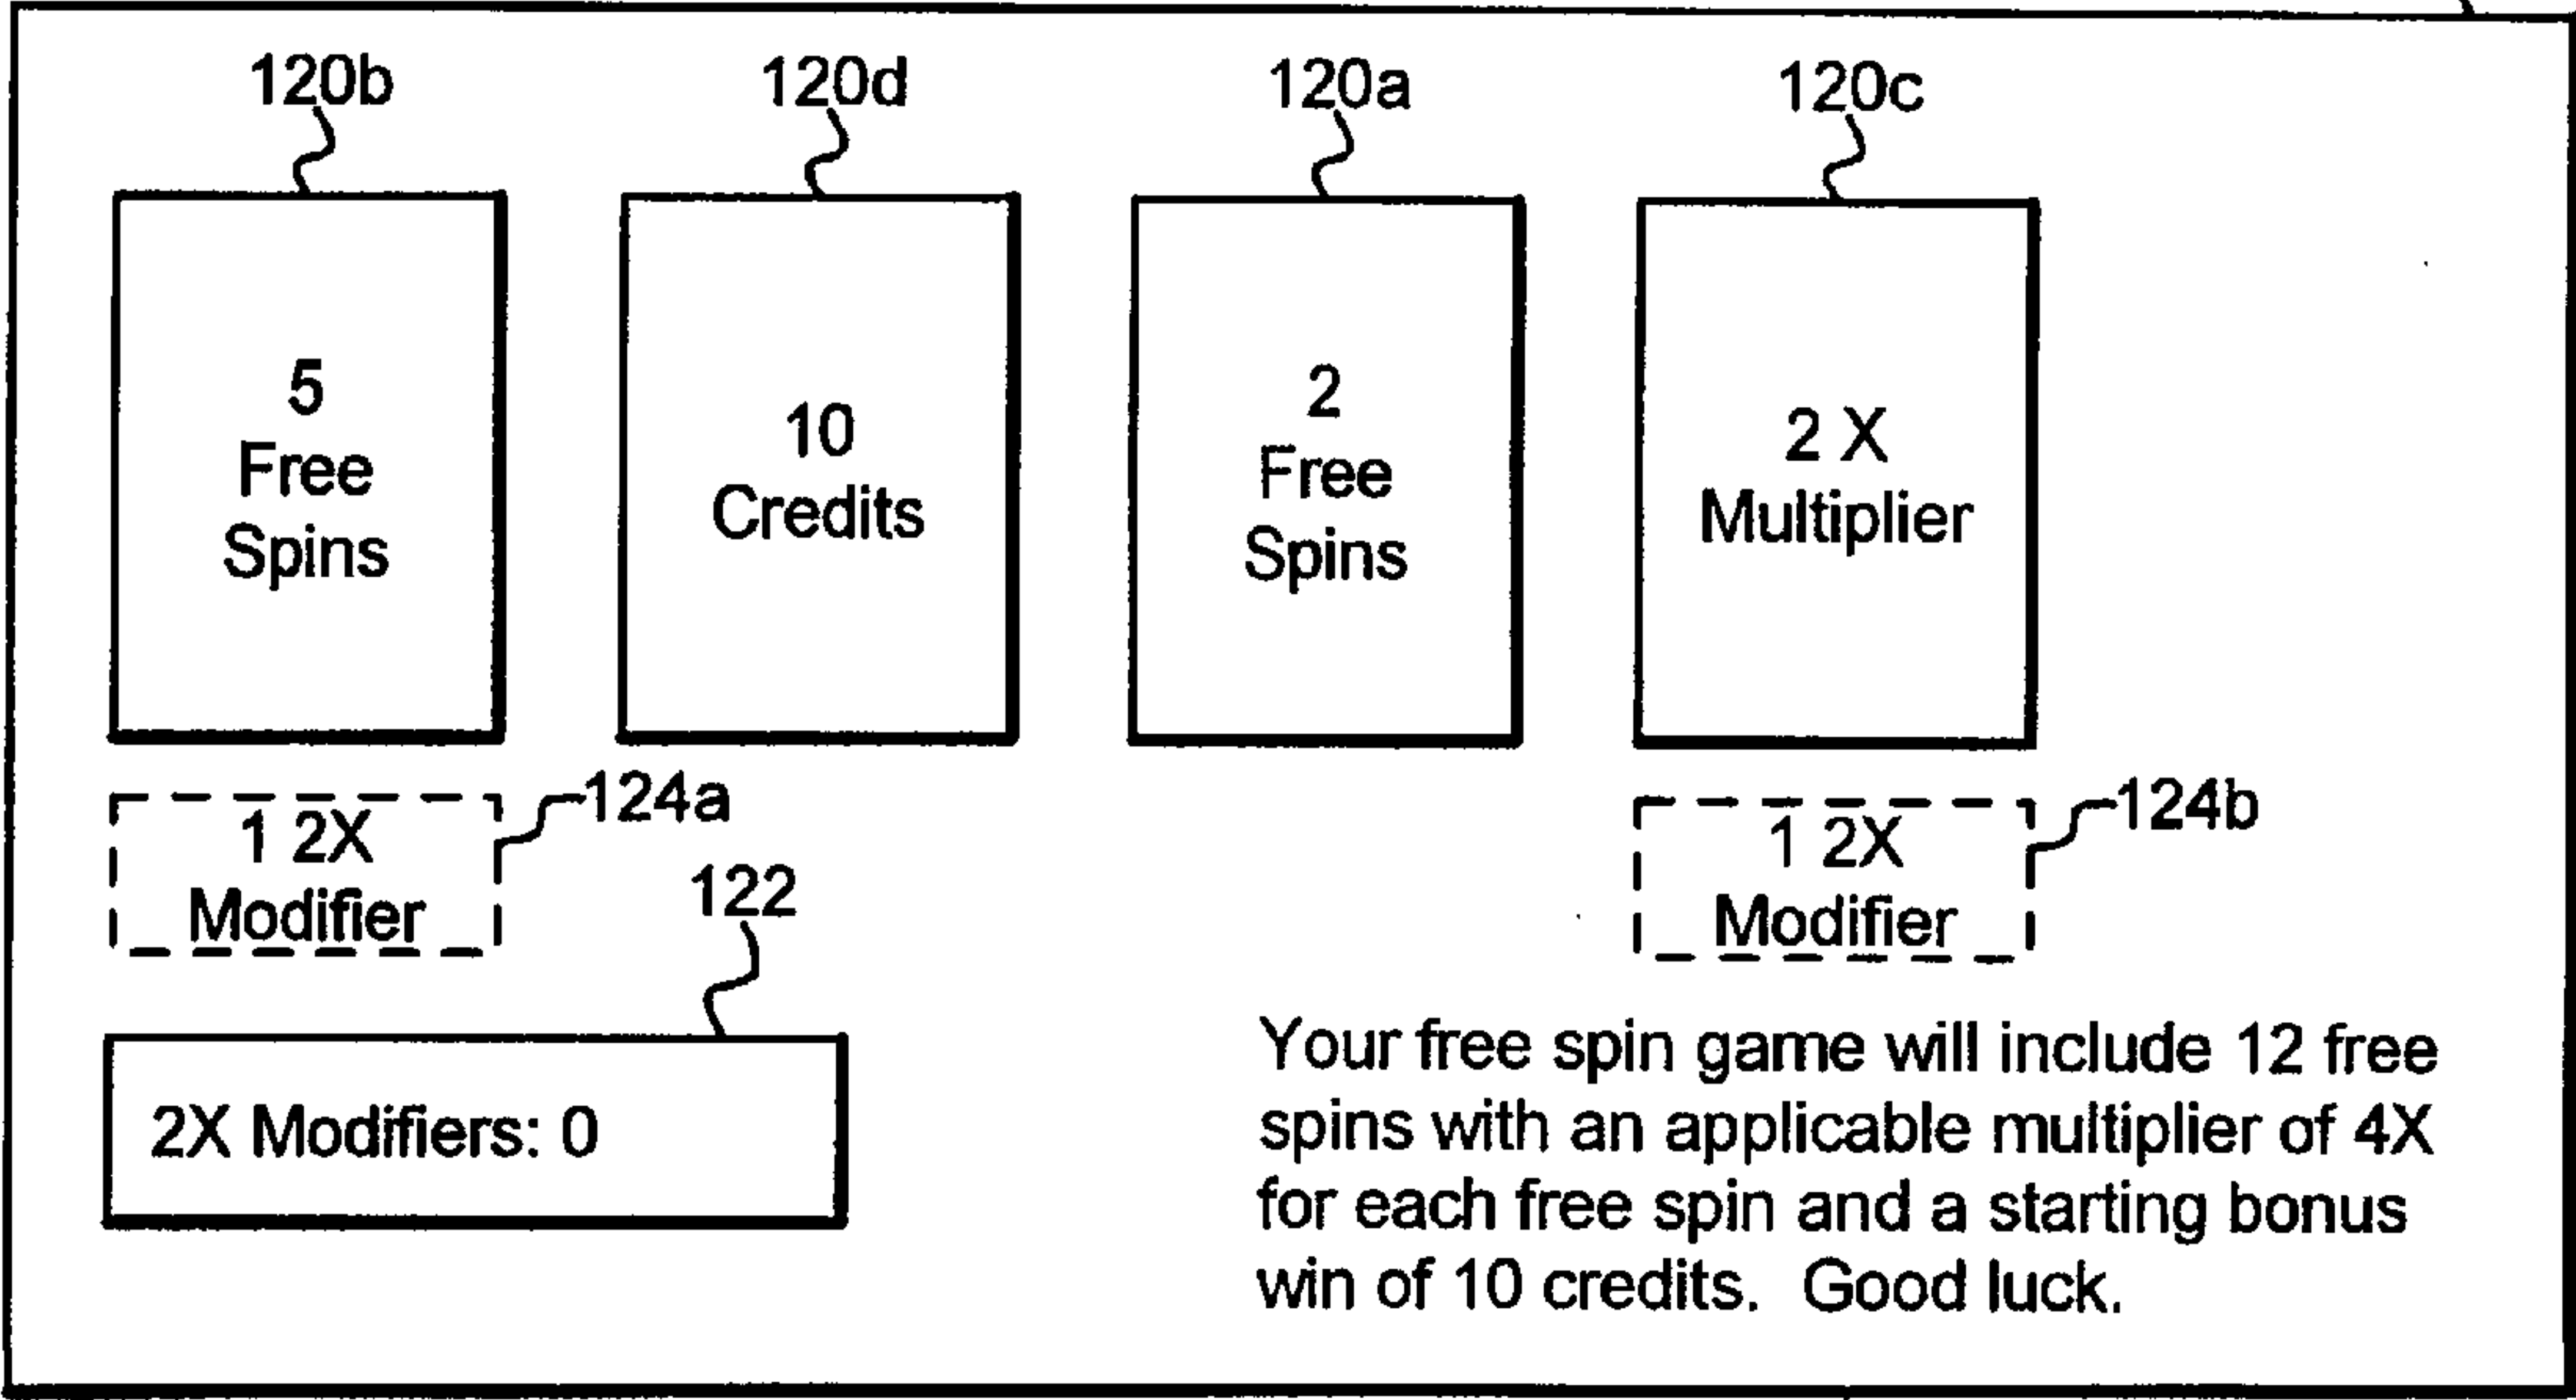 120b 120d 120a 120c
5
Free
Spins
10
Credits
2
Free
Spins
2 X
Multiplier
1 2X
Modifier
124a
1 2X
Modifier
124b
122
2X Modifiers: 0
Your free spin game will include 12 free
spins with an applicable multiplier of 4X
for each free spin and a starting bonus
win of 10 credits. Good luck.